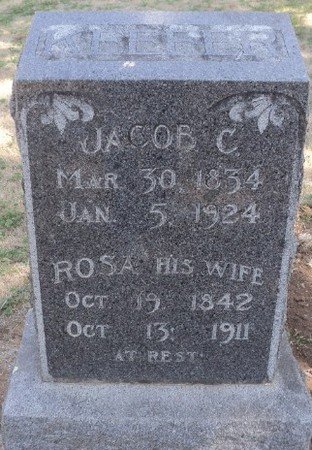 JACOB C.
MAR. 30, 1834
JAN. 5, 1924
ROSA HIS WIFE
OCT. 19, 1842
OCT. 13, 1911
AT REST